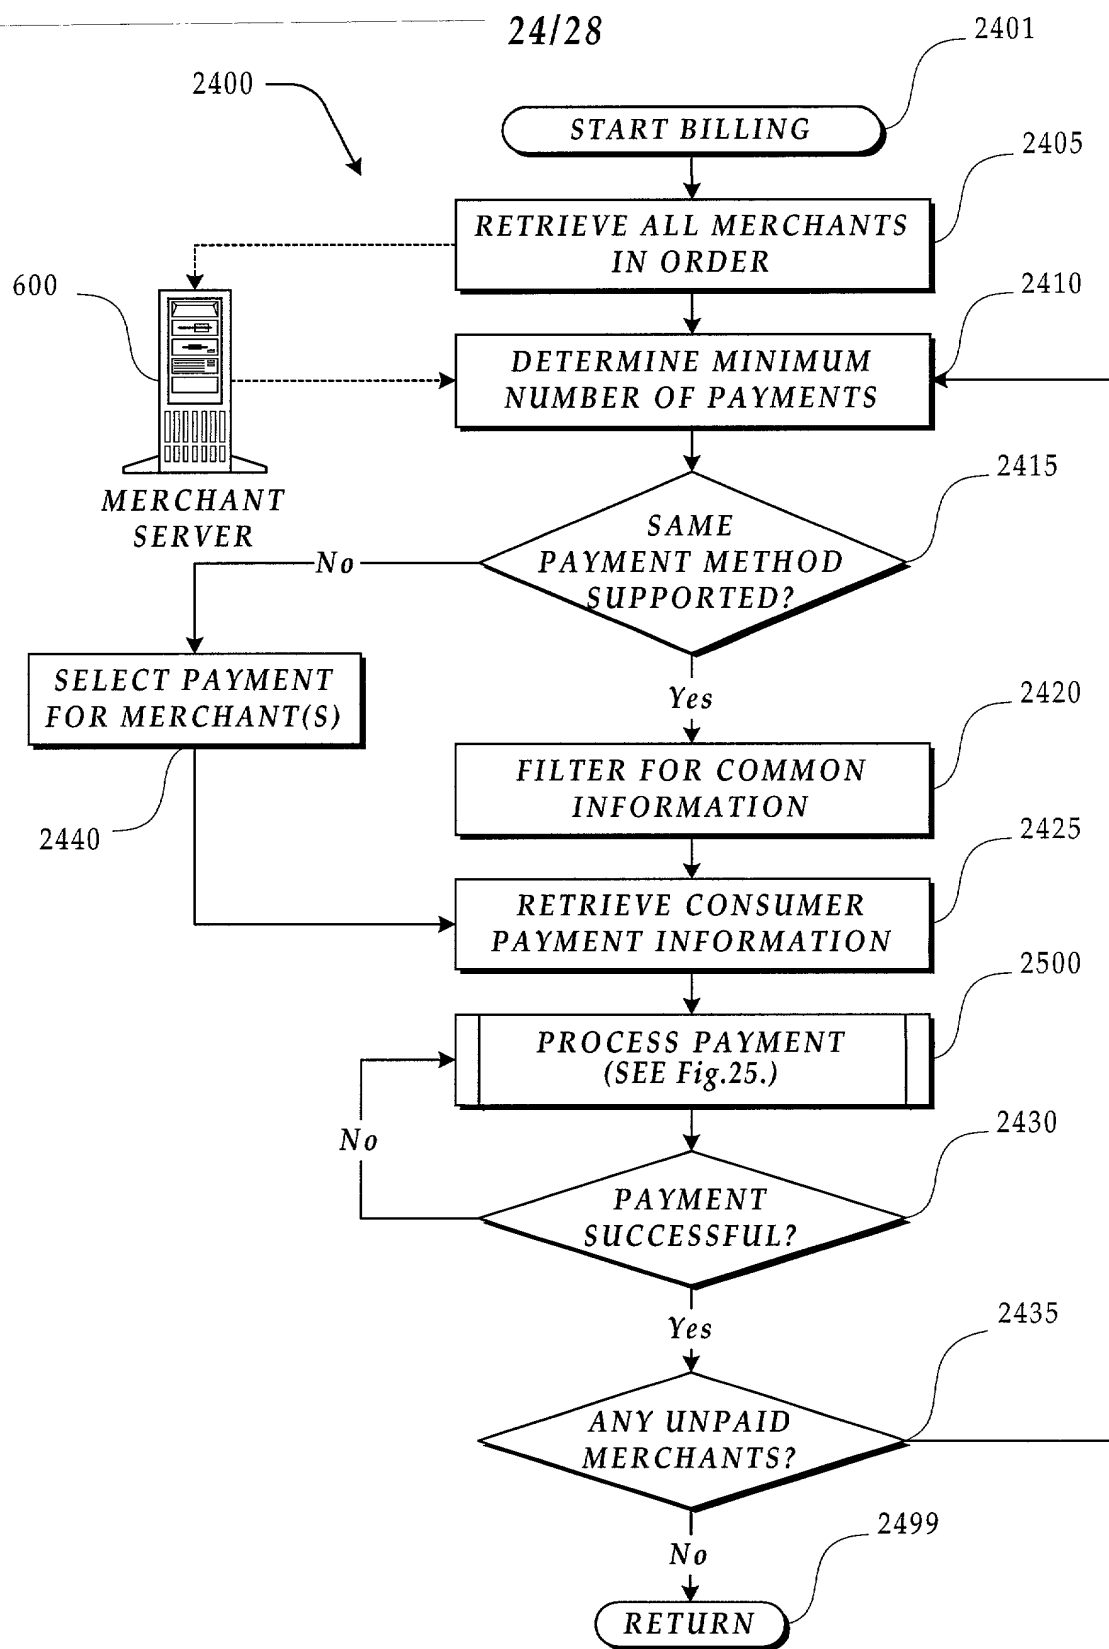 24/28
2401
2400
START BILLING
2405
RETRIEVE ALL MERCHANTS
IN ORDER
600
2410
DETERMINE MINIMUM
NUMBER OF PAYMENTS
MERCHANT
SERVER
2415
SAME
PAYMENT METHOD
SUPPORTED?
No
SELECT PAYMENT
FOR MERCHANT(S)
2440
Yes
2420
FILTER FOR COMMON
INFORMATION
2425
RETRIEVE CONSUMER
PAYMENT INFORMATION
2500
PROCESS PAYMENT
(SEE Fig.25.)
No
2430
PAYMENT
SUCCESSFUL?
Yes
2435
ANY UNPAID
MERCHANTS?
No
2499
RETURN